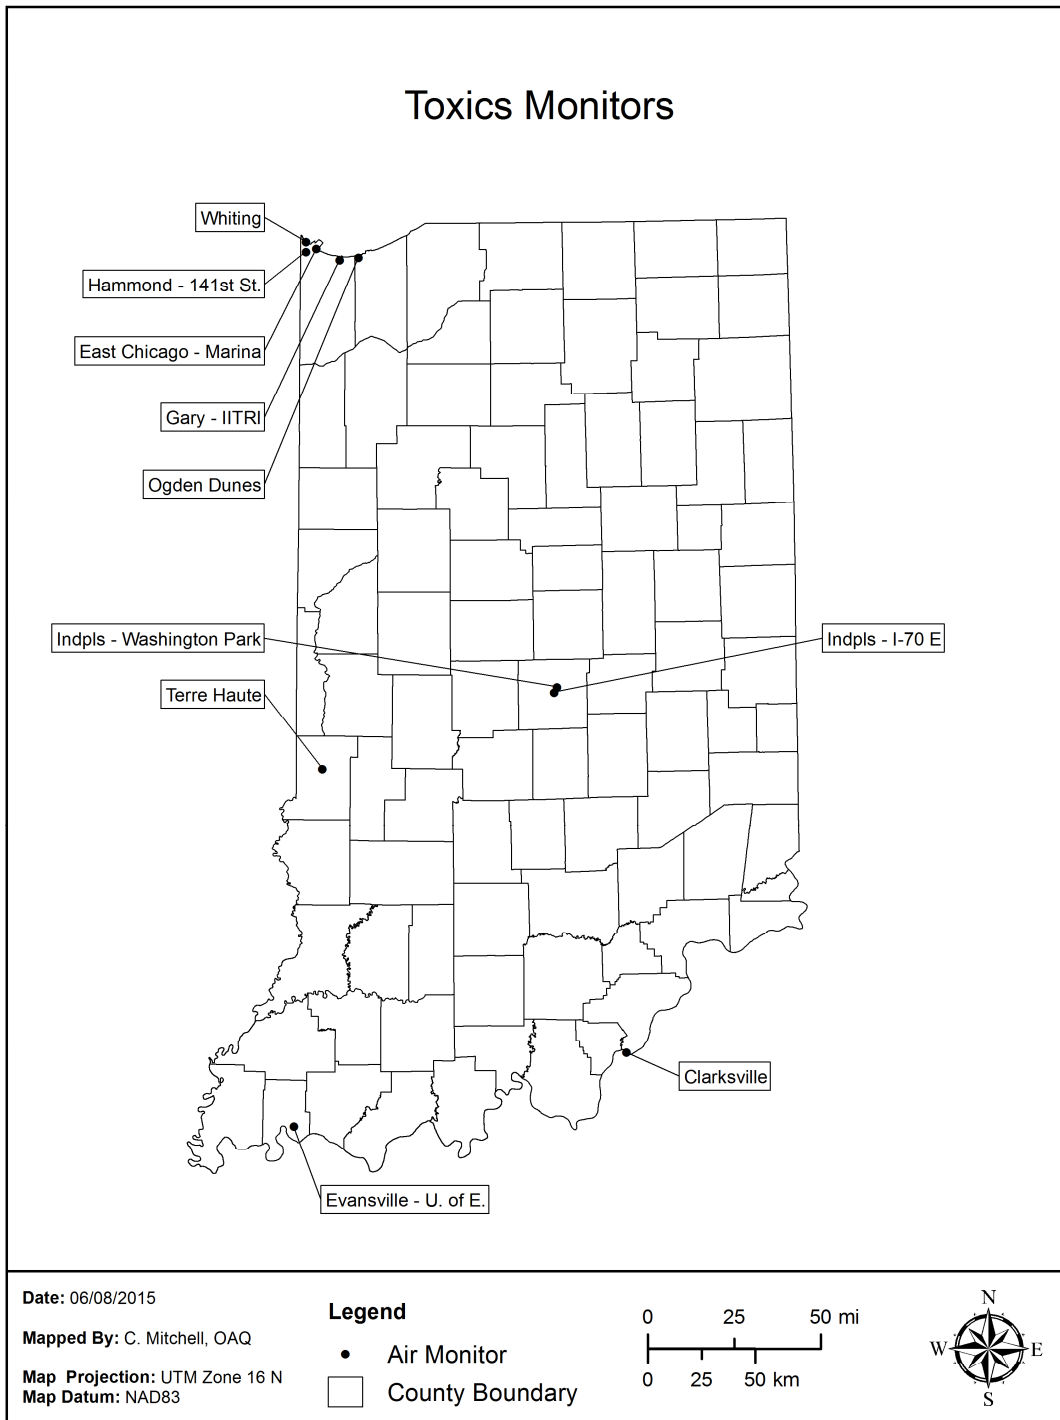 Toxics Monitors
Whiting
Hammond - 141st St.
East Chicago - Marina
Gary - IITRI
Ogden Dunes
Indpls - Washington Park
Indpls - I-70 E
Terre Haute
Clarksville
Evansville - U. of E.
Date: 06/08/2015
Mapped By: C. Mitchell, OAQ
Map Projection: UTM Zone 16 N
Map Datum: NAD83
Legend
Air Monitor
County Boundary
0 25 50 mi
0 25 50 km
N
W E
S